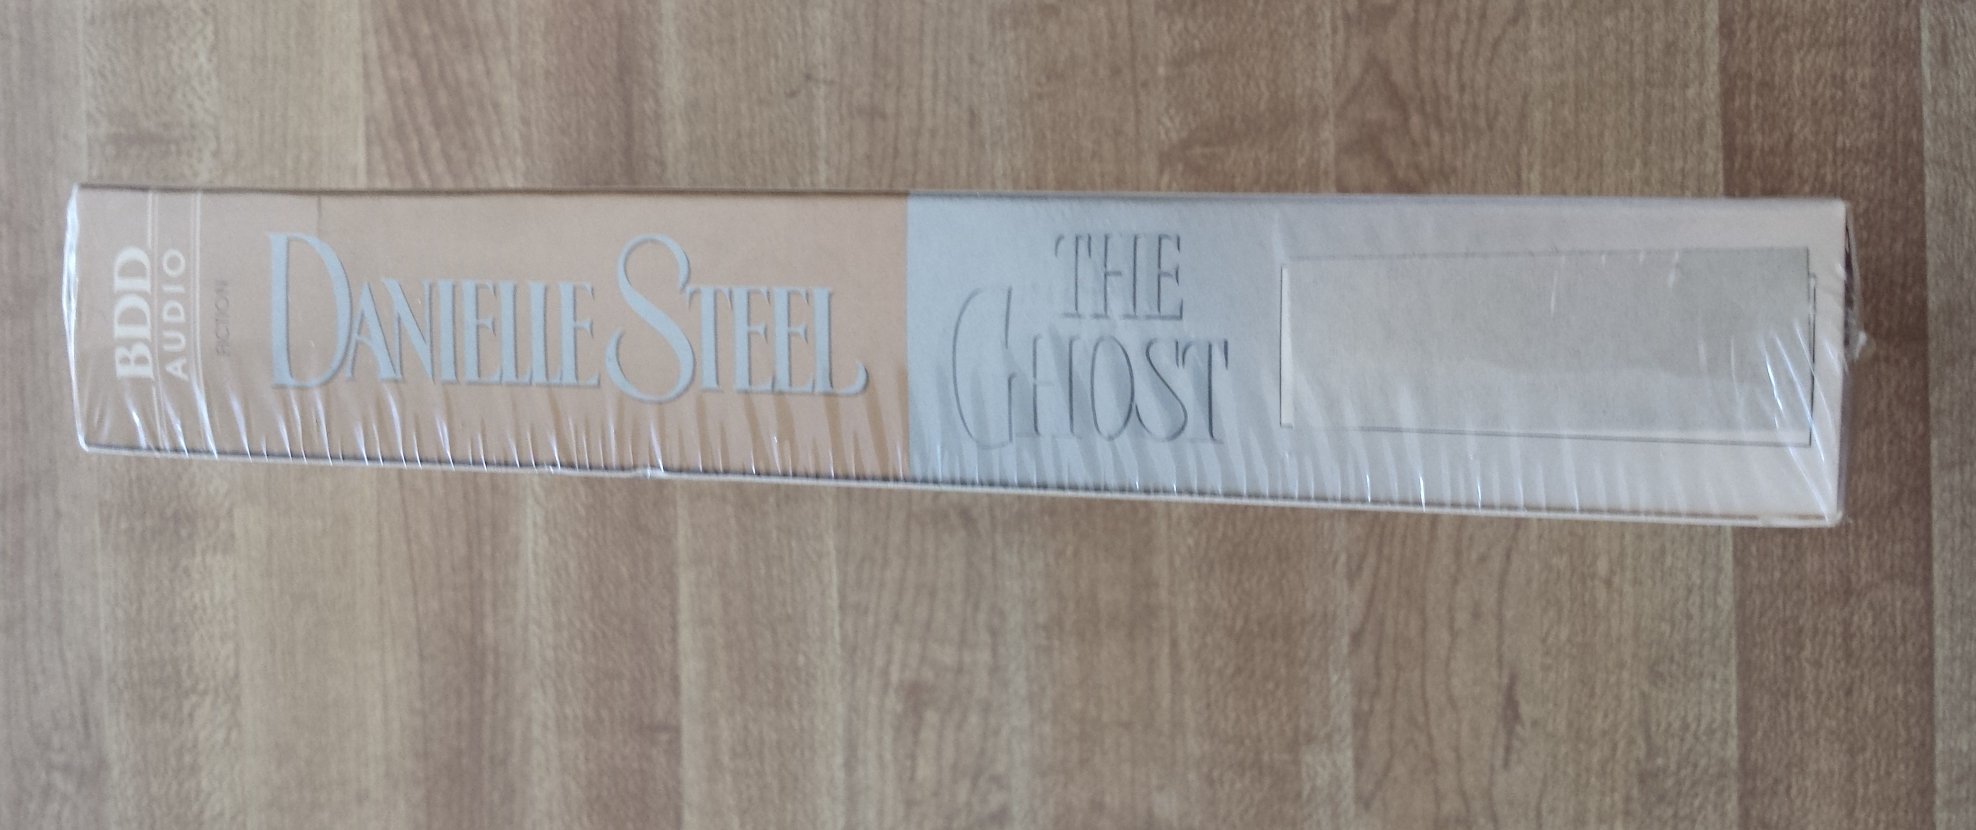 BDD
AUDIO
FICTION
DANIELLE STEEL
THE
GHOST